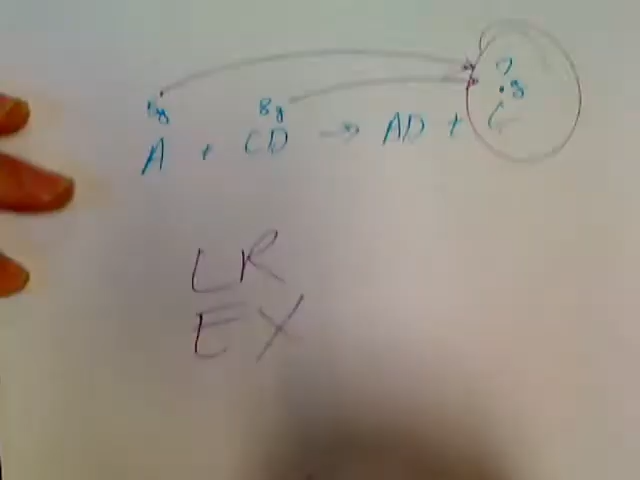 8g ?
g
A + CD → AD + C
LR
EX